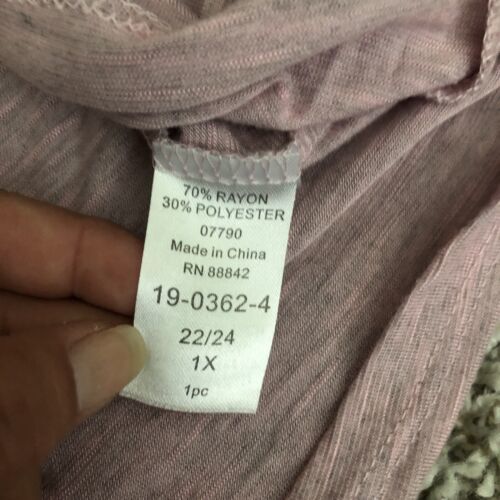 70% RAYON
30% POLYESTER
07790
Made in China
RN 88842
19-0362-4
22/24
1X
1pc